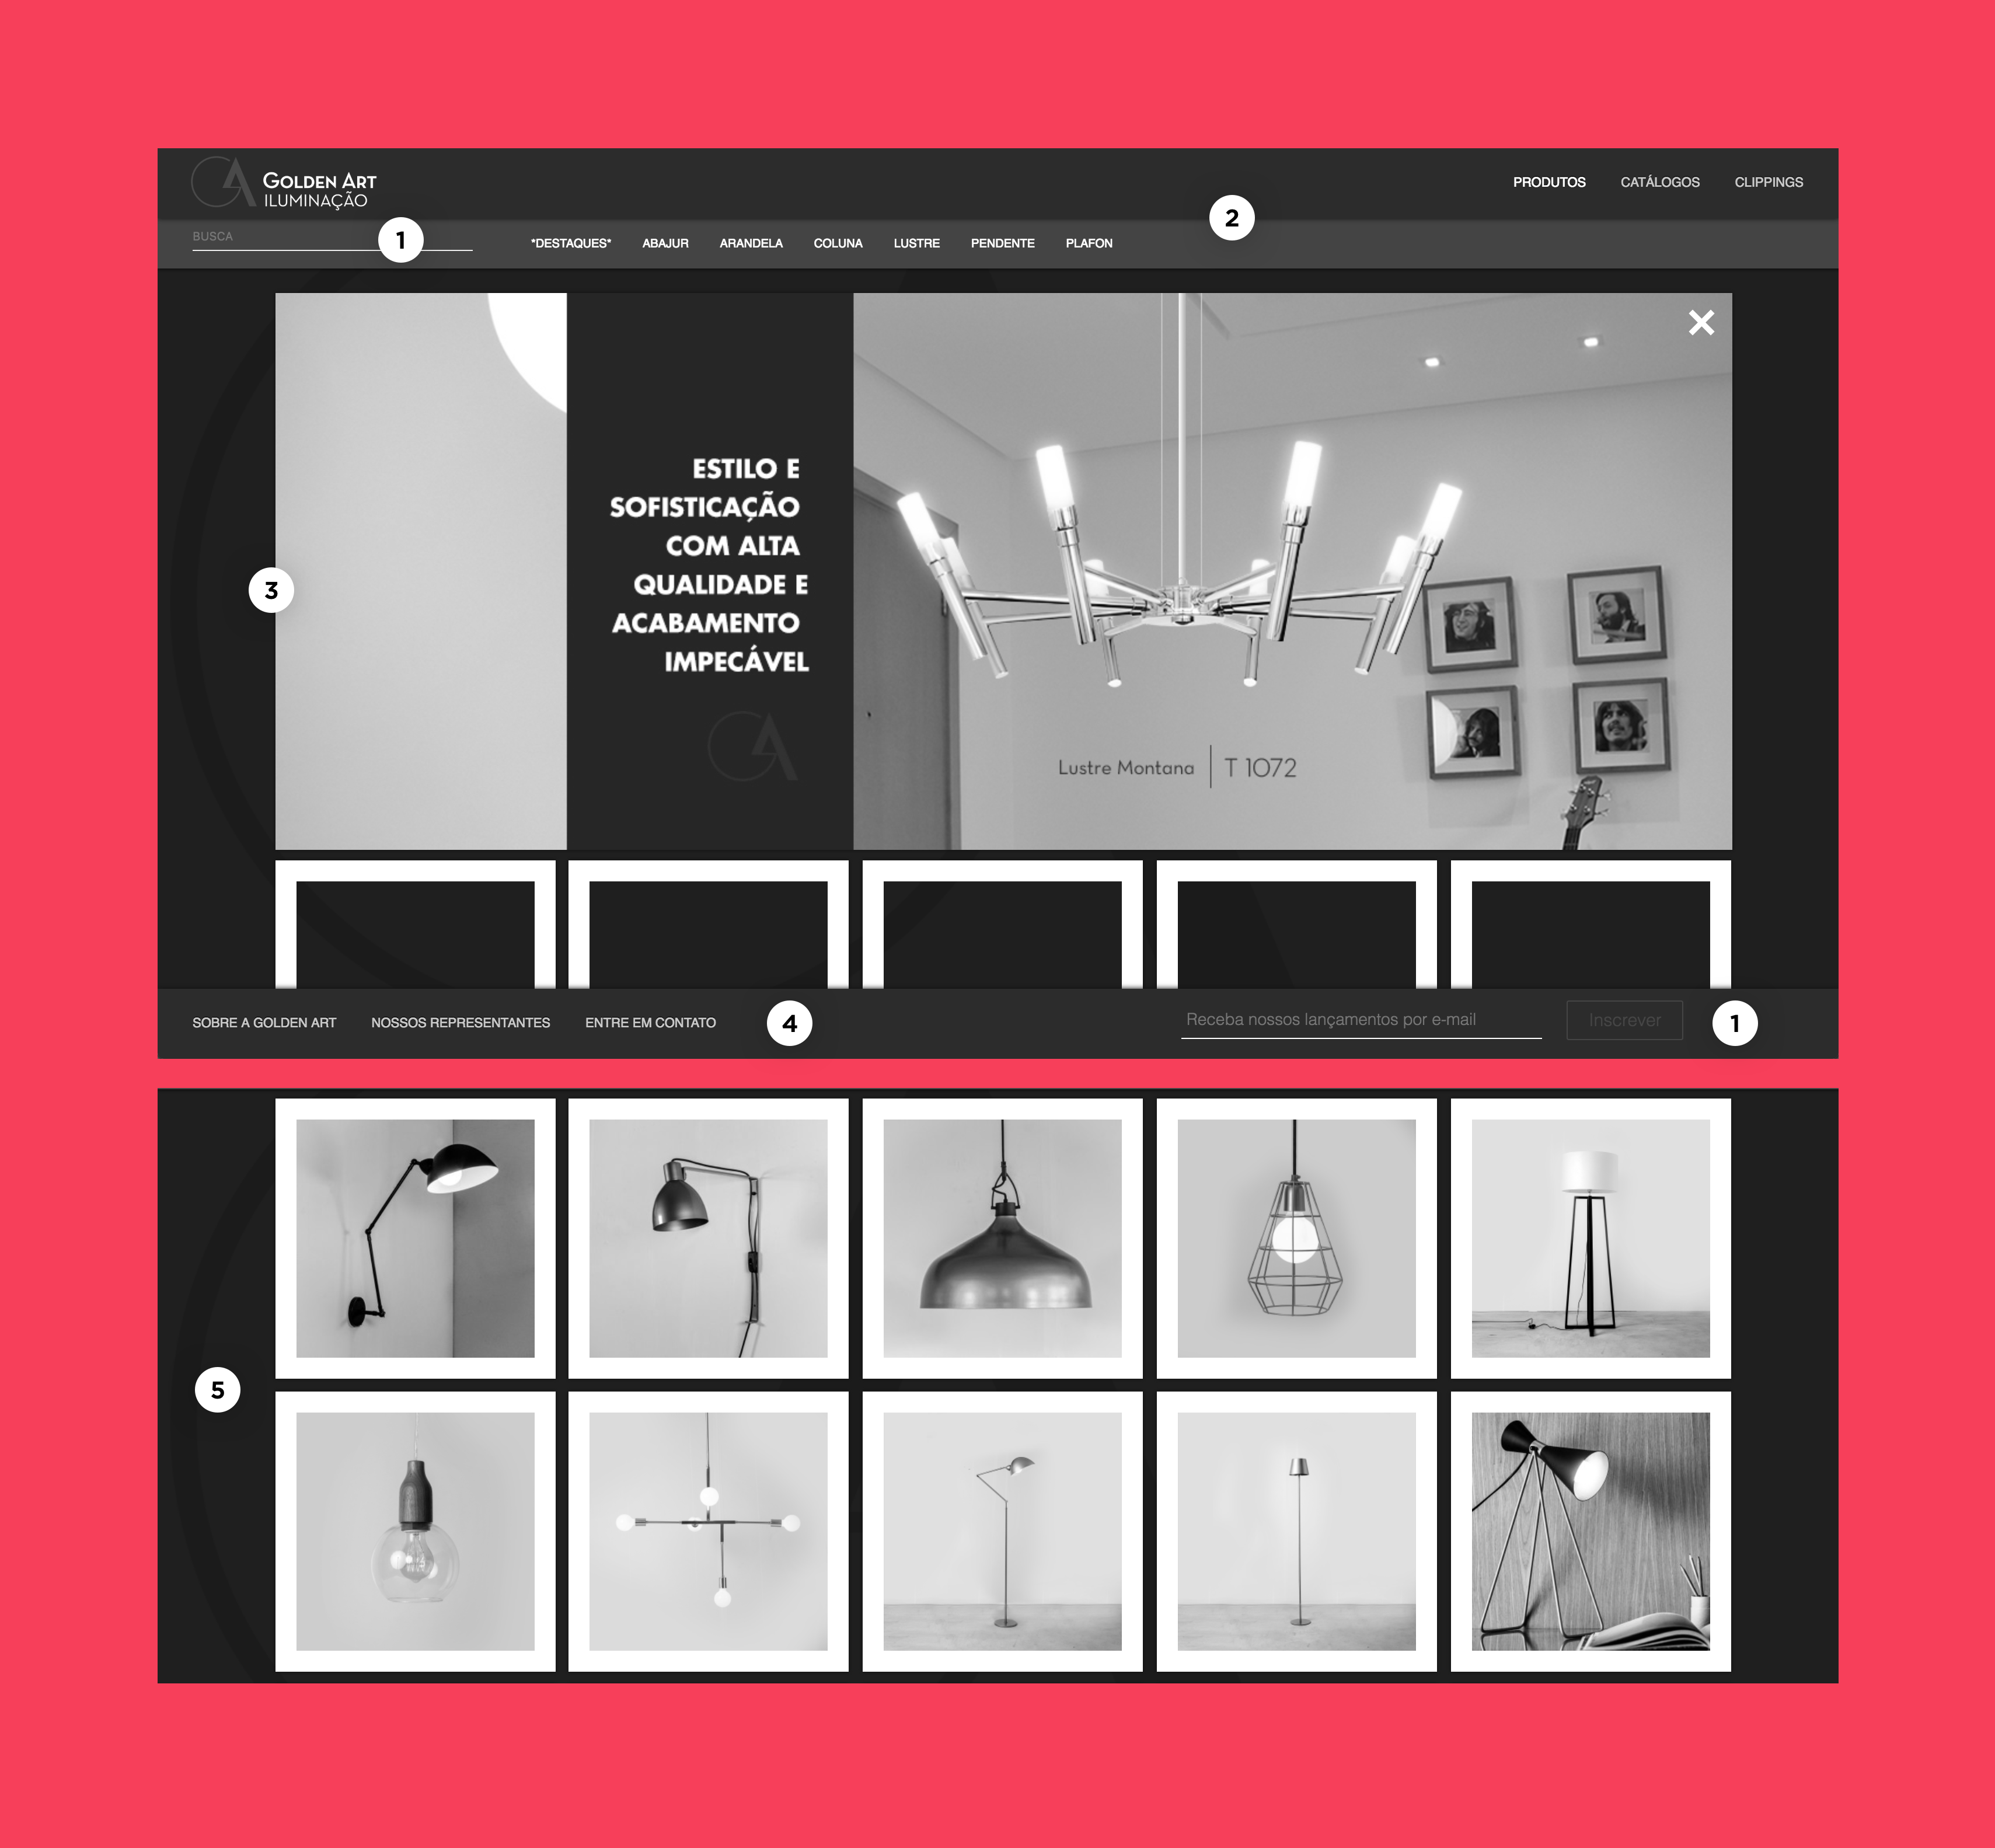 GOLDEN ART
ILUMINAÇÃO
PRODUTOS CATÁLOGOS CLIPPINGS
2
BUSCA
1
*DESTAQUES* ABAJUR ARANDELA COLUNA LUSTRE PENDENTE PLAFON
ESTILO E
SOFISTICAÇÃO
COM ALTA
QUALIDADE E
ACABAMENTO
IMPECÁVEL
3
Lustre Montana | T 1072
SOBRE A GOLDEN ART NOSSOS REPRESENTANTES ENTRE EM CONTATO
4
Receba nossos lançamentos por e-mail
Inscrever
1
5